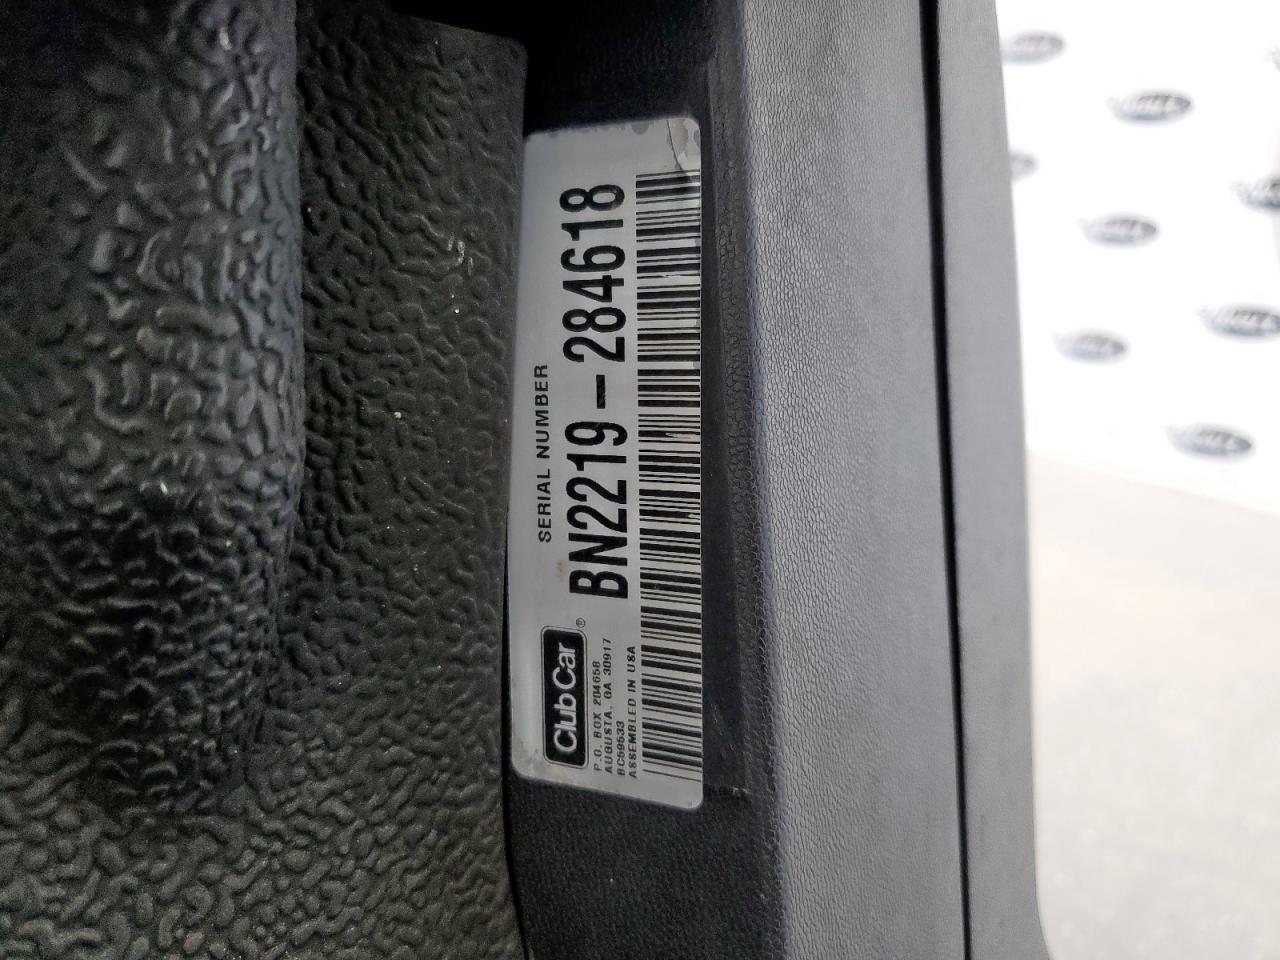 SERIAL NUMBER
BN2219-284618
Club Car®
P.O. BOX 204658
AUGUSTA, GA 30917
BC59533
ASSEMBLED IN USA